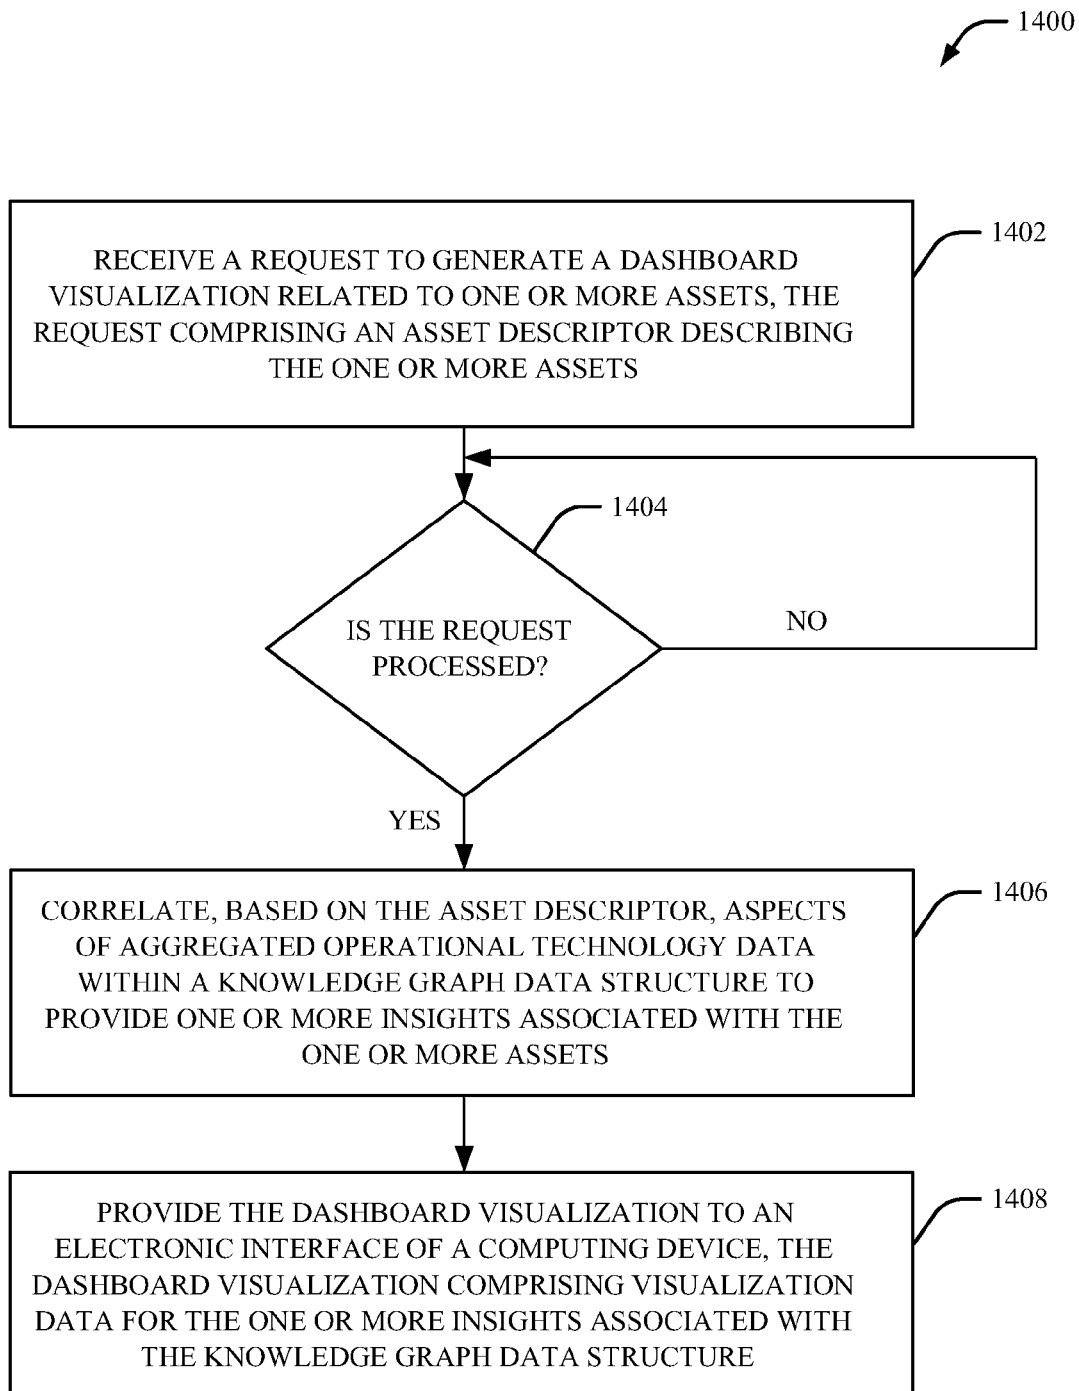 1400
RECEIVE A REQUEST TO GENERATE A DASHBOARD
VISUALIZATION RELATED TO ONE OR MORE ASSETS, THE
REQUEST COMPRISING AN ASSET DESCRIPTOR DESCRIBING
THE ONE OR MORE ASSETS
1402
1404
IS THE REQUEST
PROCESSED?
NO
YES
CORRELATE, BASED ON THE ASSET DESCRIPTOR, ASPECTS
OF AGGREGATED OPERATIONAL TECHNOLOGY DATA
WITHIN A KNOWLEDGE GRAPH DATA STRUCTURE TO
PROVIDE ONE OR MORE INSIGHTS ASSOCIATED WITH THE
ONE OR MORE ASSETS
1406
PROVIDE THE DASHBOARD VISUALIZATION TO AN
ELECTRONIC INTERFACE OF A COMPUTING DEVICE, THE
DASHBOARD VISUALIZATION COMPRISING VISUALIZATION
DATA FOR THE ONE OR MORE INSIGHTS ASSOCIATED WITH
THE KNOWLEDGE GRAPH DATA STRUCTURE
1408